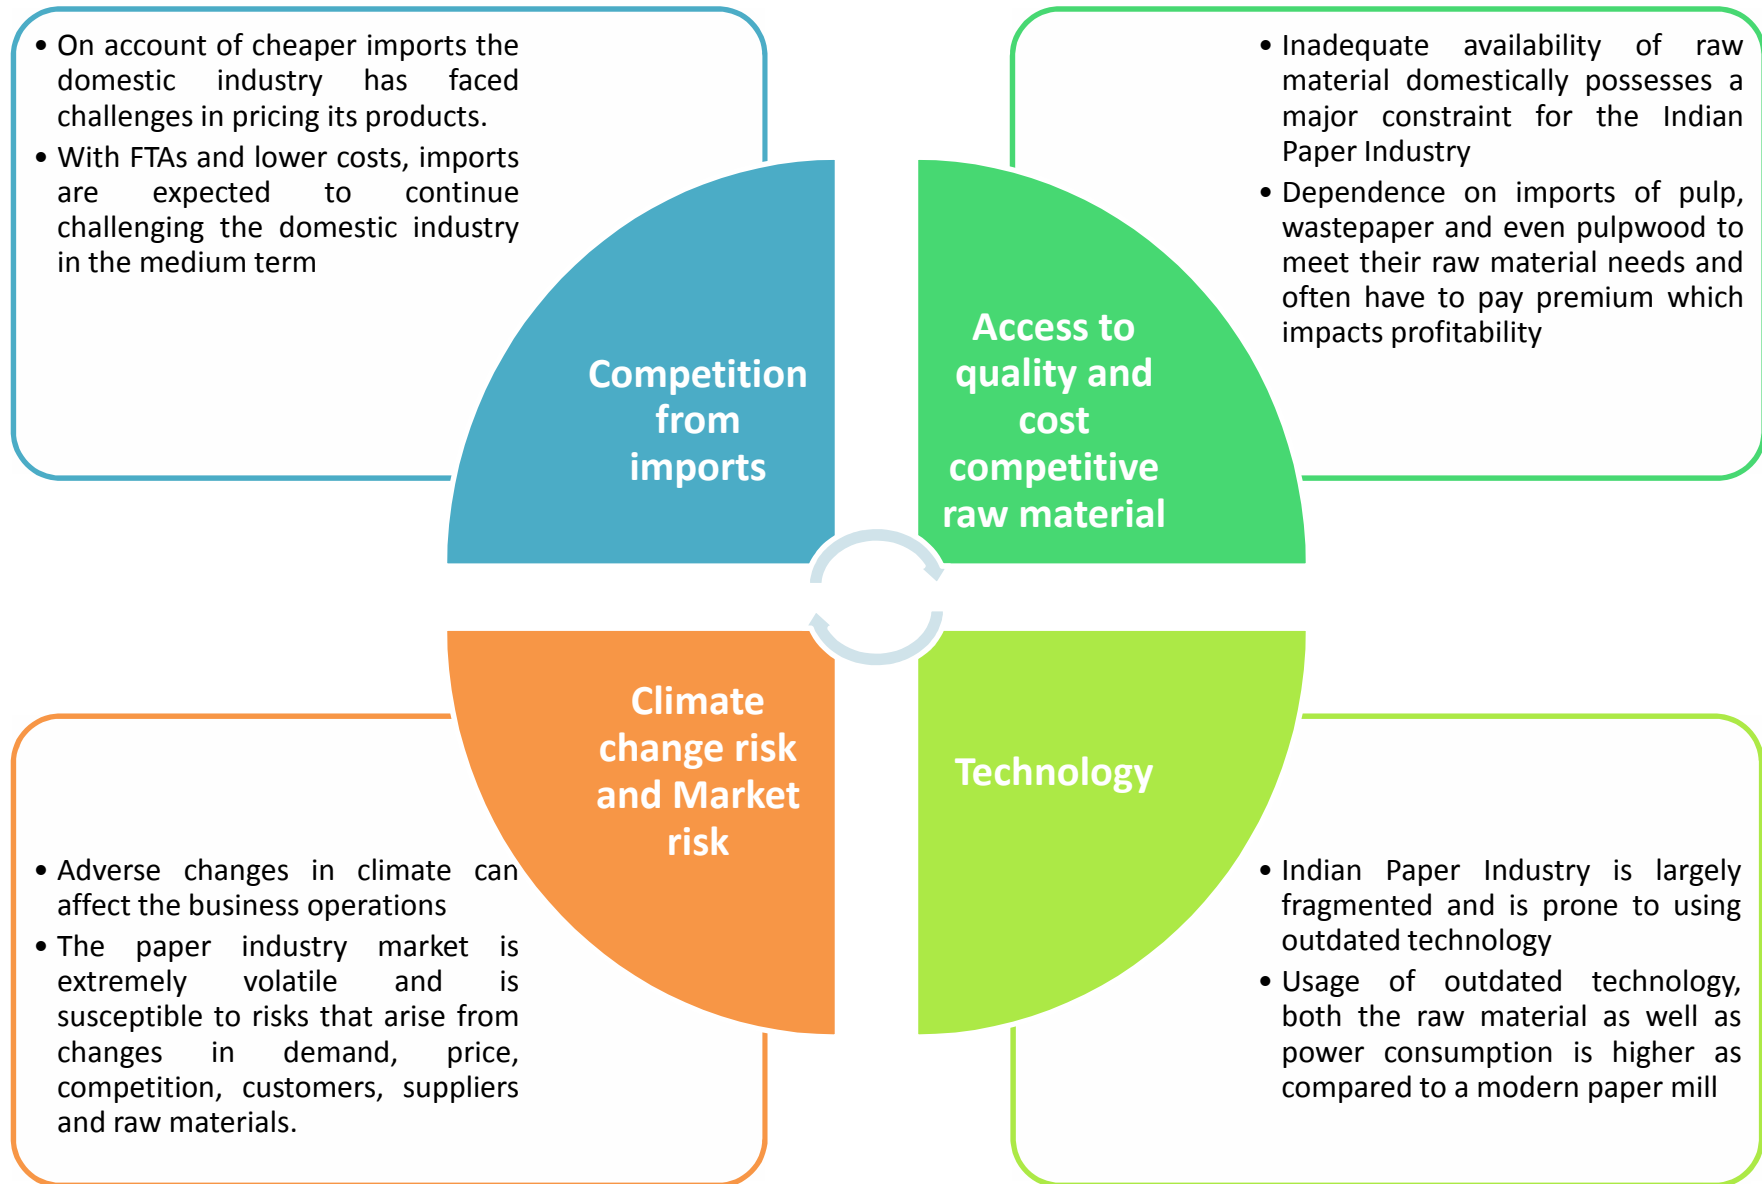 • On account of cheaper imports the
domestic industry has faced
challenges in pricing its products.
• With FTAs and lower costs, imports
are expected to continue
challenging the domestic industry
in the medium term
• Inadequate availability of raw
material domestically possesses a
major constraint for the Indian
Paper Industry
• Dependence on imports of pulp,
wastepaper and even pulpwood to
meet their raw material needs and
often have to pay premium which
impacts profitability
Competition
from
imports
Access to
quality and
cost
competitive
raw material
Climate
change risk
and Market
risk
Technology
• Adverse changes in climate can
affect the business operations
• The paper industry market is
extremely volatile and is
susceptible to risks that arise from
changes in demand, price,
competition, customers, suppliers
and raw materials.
• Indian Paper Industry is largely
fragmented and is prone to using
outdated technology
• Usage of outdated technology,
both the raw material as well as
power consumption is higher as
compared to a modern paper mill